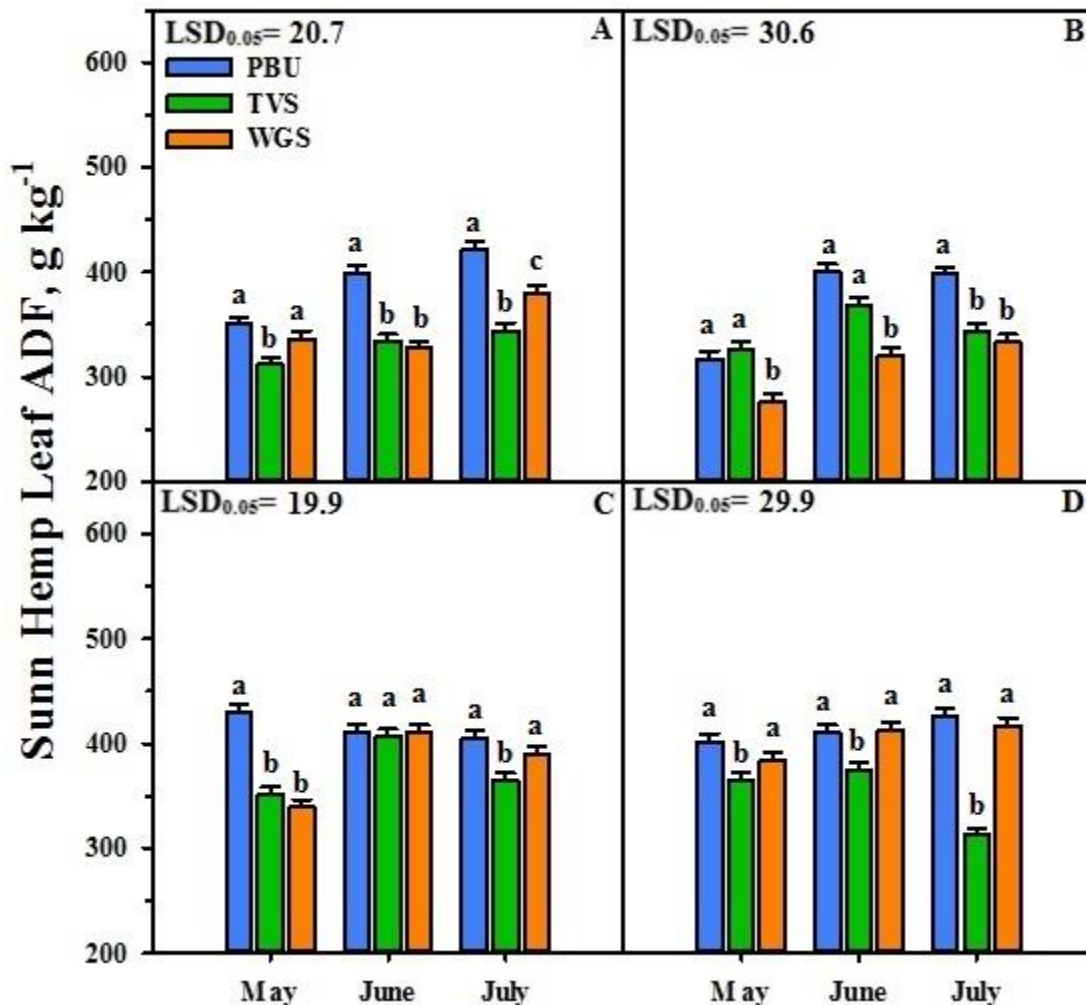 Sunn Hemp Leaf ADF, g kg-1
LSD0.05= 20.7 A
PBU
TVS
WGS
600
500
400
300
200
a b a
a b b
a b c
LSD0.05= 30.6 B
a a b
a a b
a b b
LSD0.05= 19.9 C
600
500
400
300
200
a b b
a a a
a b a
May June July
LSD0.05= 29.9 D
a b a
a b a
a b a
May June July